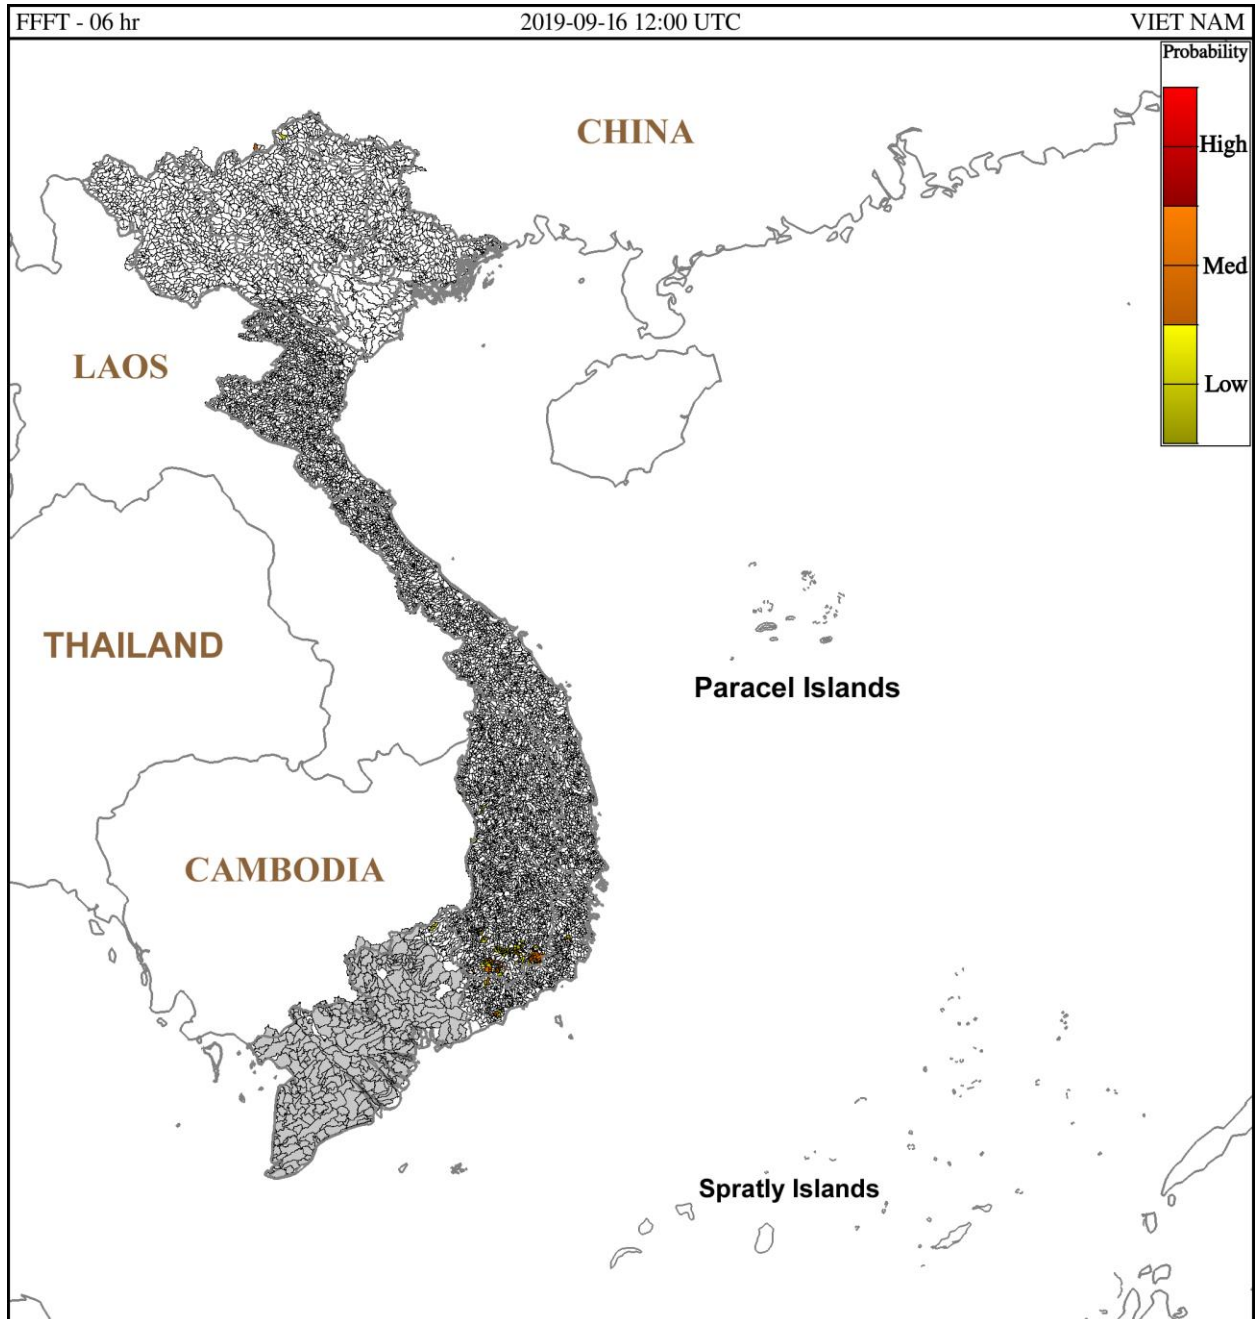 FFFT - 06 hr
2019-09-16 12:00 UTC
VIET NAM
Probability
High
Med
Low
CHINA
LAOS
THAILAND
Paracel Islands
CAMBODIA
Spratly Islands